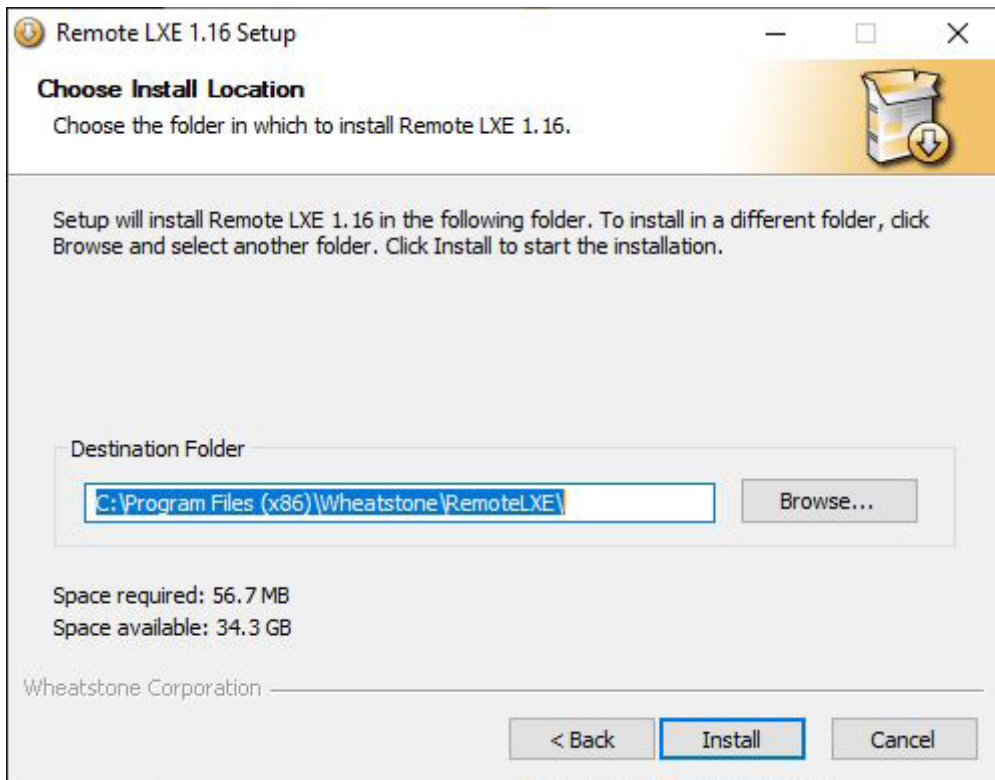 Remote LXE 1.16 Setup
Choose Install Location
Choose the folder in which to install Remote LXE 1.16.
Setup will install Remote LXE 1.16 in the following folder. To install in a different folder, click
Browse and select another folder. Click Install to start the installation.
Destination Folder
C:\Program Files (x86)\Wheatstone\RemoteLXE\
Browse...
Space required: 56.7 MB
Space available: 34.3 GB
Wheatstone Corporation
< Back
Install
Cancel